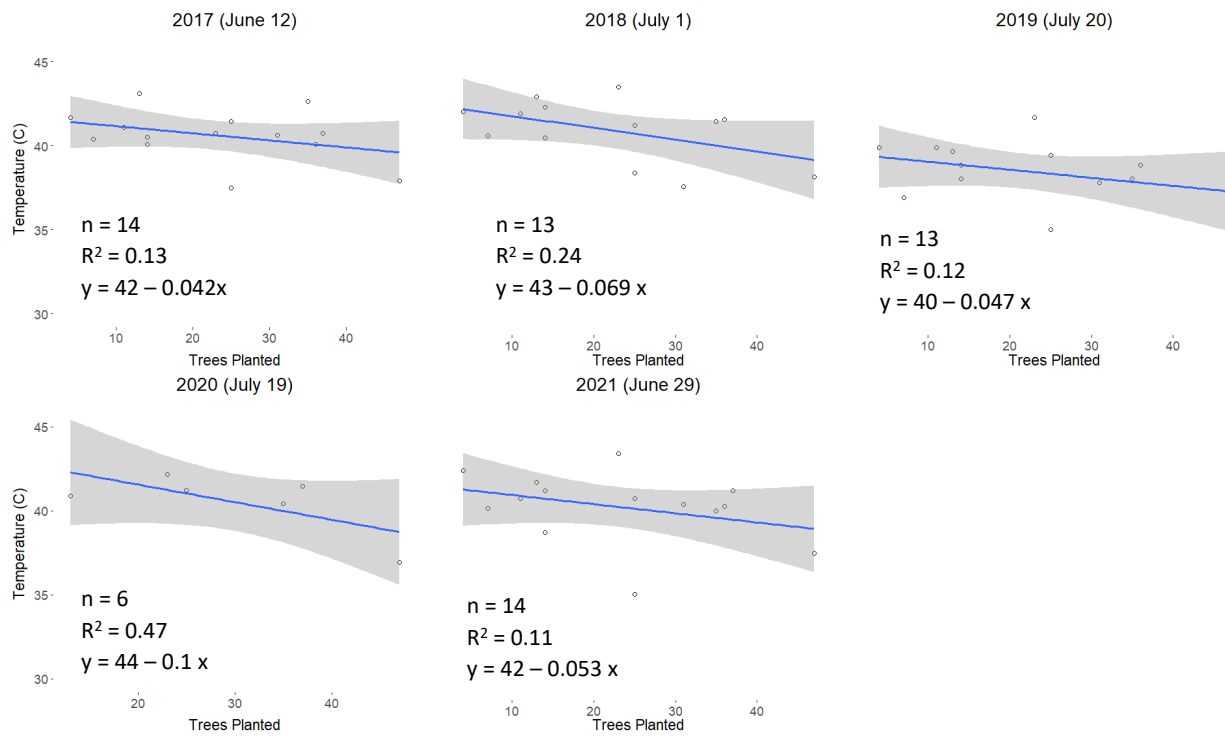 2017 (June 12)
2018 (July 1)
2019 (July 20)
Temperature (C)
45
40
35
30
n = 14
R² = 0.13
y = 42 – 0.042x
10 20 30 40
Trees Planted
n = 13
R² = 0.24
y = 43 – 0.069 x
10 20 30 40
Trees Planted
n = 13
R² = 0.12
y = 40 – 0.047 x
10 20 30 40
Trees Planted
2020 (July 19)
2021 (June 29)
Temperature (C)
45
40
35
30
n = 6
R² = 0.47
y = 44 – 0.1 x
20 30 40
Trees Planted
n = 14
R² = 0.11
y = 42 – 0.053 x
10 20 30 40
Trees Planted